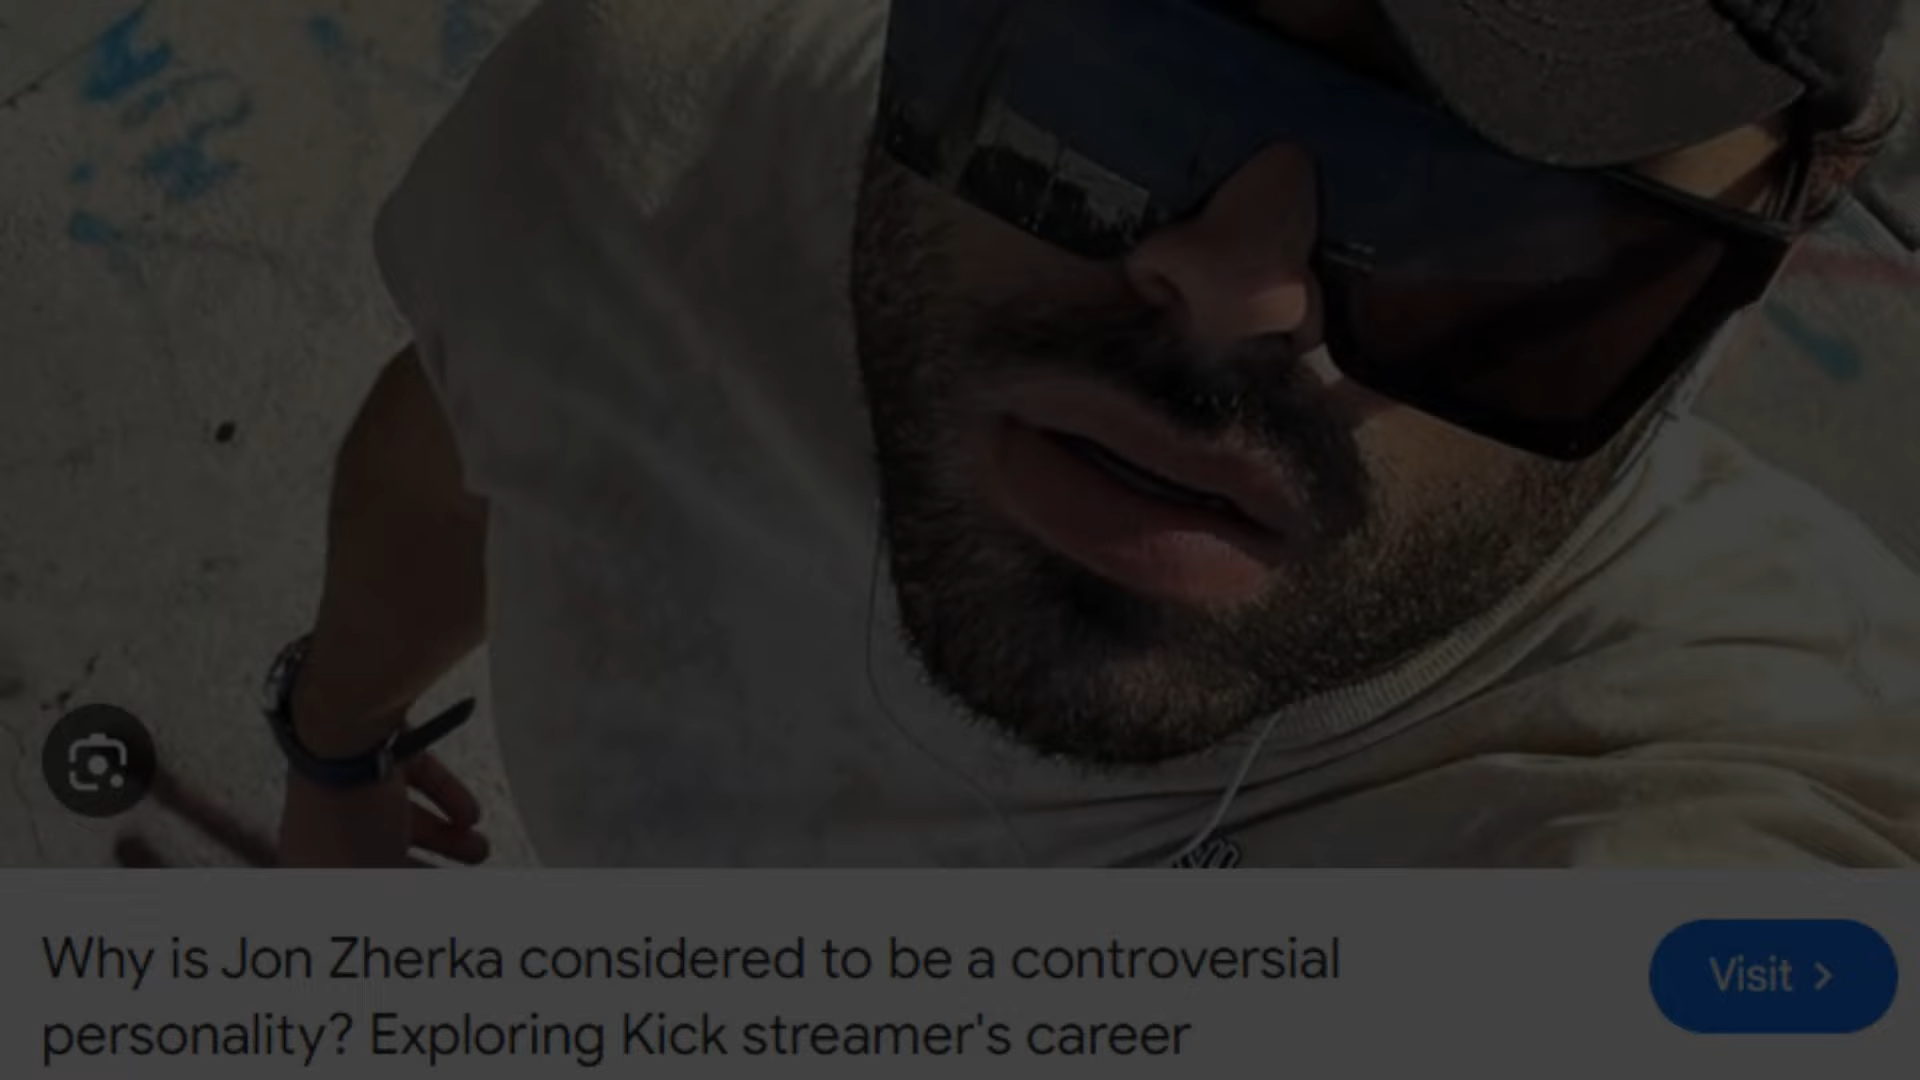 Why is Jon Zherka considered to be a controversial
personality? Exploring Kick streamer's career
Visit